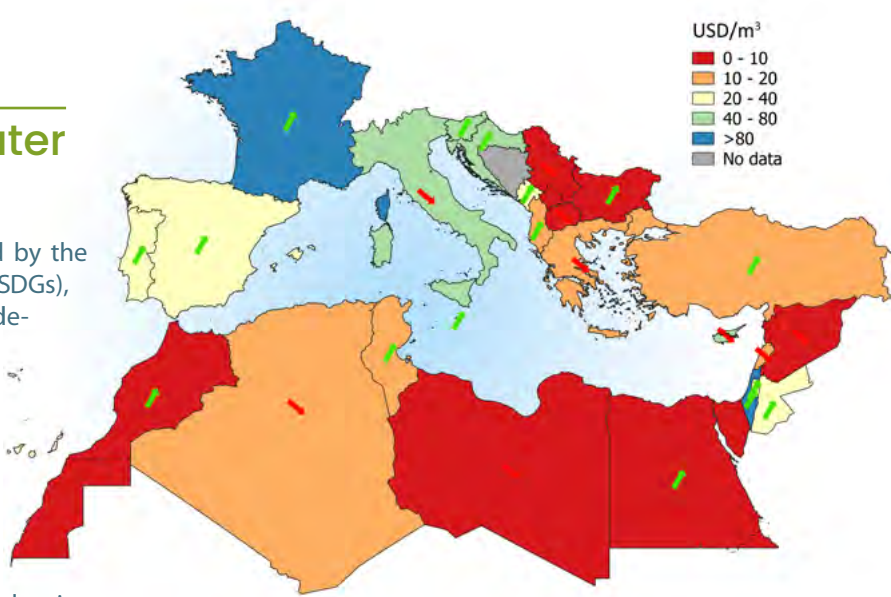 ater
d by the
SDGs),
de-
USD/m³
0 - 10
10 - 20
20 - 40
40 - 80
>80
No data